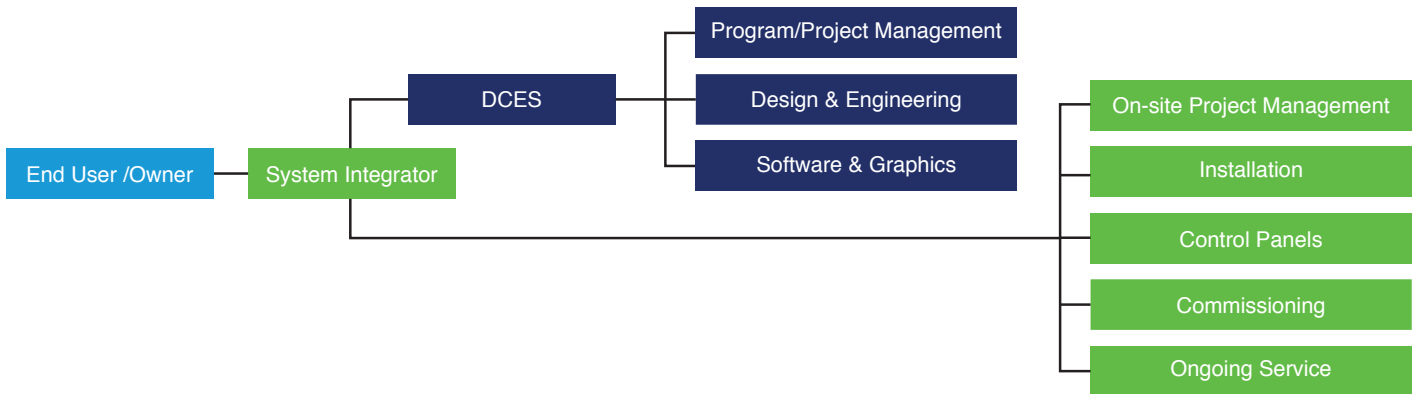 End User /Owner
System Integrator
DCES
Program/Project Management
Design & Engineering
Software & Graphics
On-site Project Management
Installation
Control Panels
Commissioning
Ongoing Service